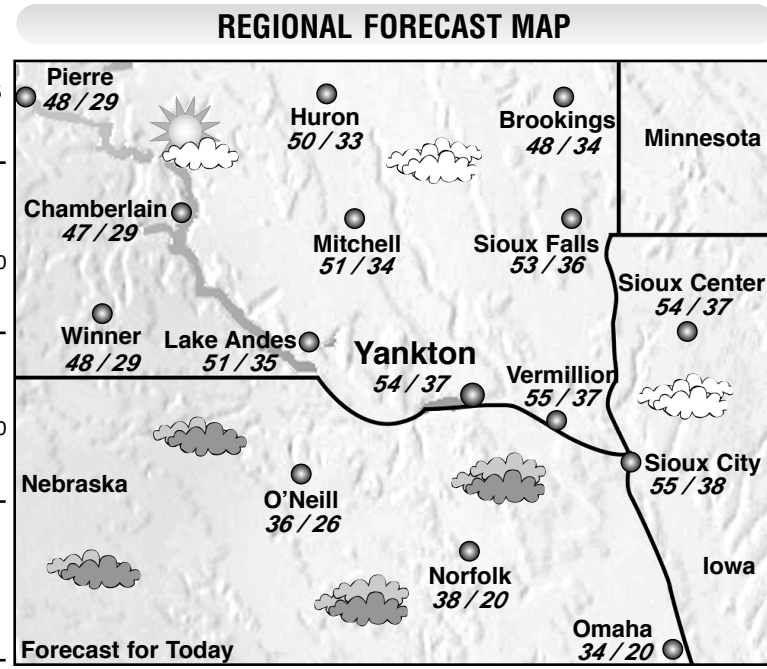 REGIONAL FORECAST MAP
Pierre
48 / 29
Huron
50 / 33
Brookings
48 / 34
Minnesota
Chamberlain
47 / 29
Mitchell
51 / 34
Sioux Falls
53 / 36
Sioux Center
54 / 37
Winner
48 / 29
Lake Andes
51 / 35
Yankton
54 / 37
Vermillion
55 / 37
Nebraska
O'Neill
36 / 26
Sioux City
55 / 38
Norfolk
38 / 20
Iowa
Omaha
34 / 20
Forecast for Today